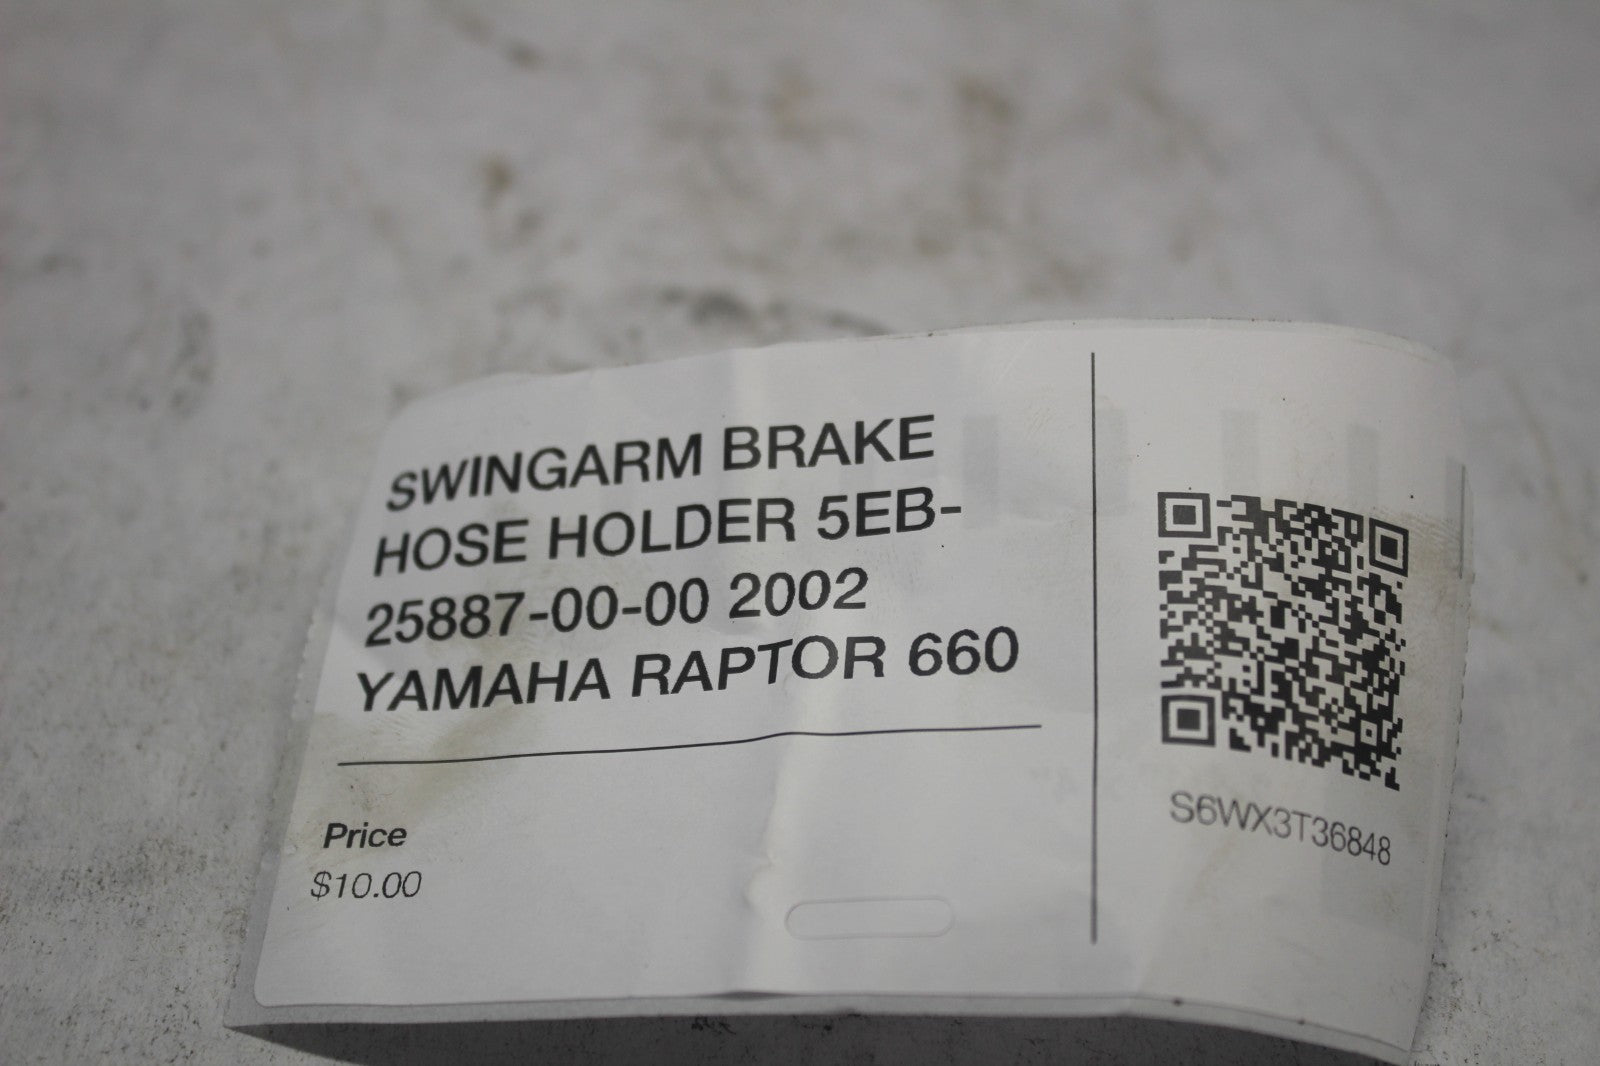 SWINGARM BRAKE
HOSE HOLDER 5EB-
25887-00-00 2002
YAMAHA RAPTOR 660
Price
$10.00
S6WX3T36848